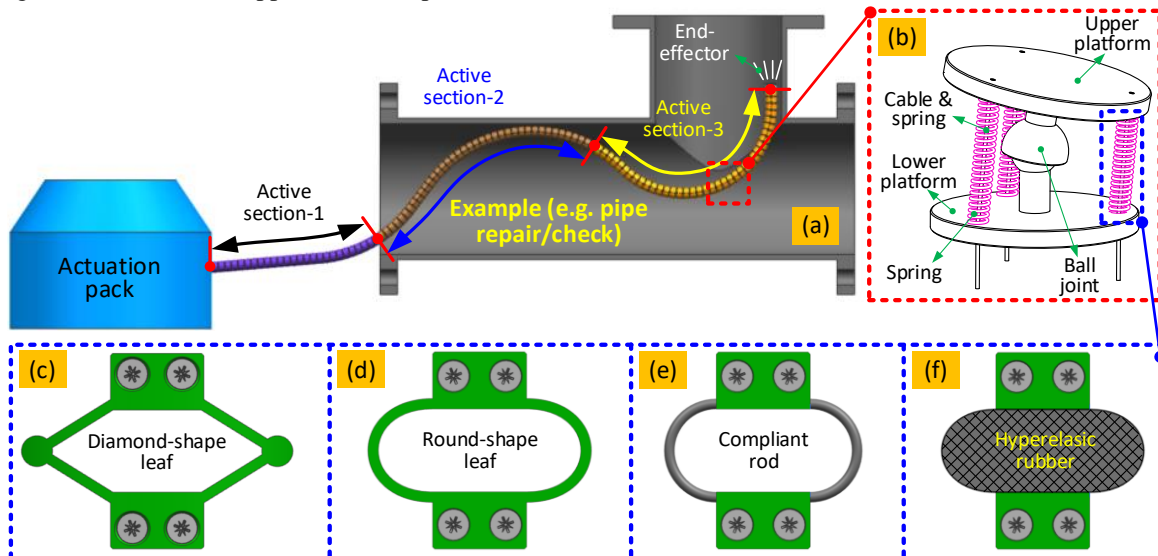 End-
effector
(b)
Upper
platform
Active
section-2
Active
section-3
Cable &
spring
Lower
platform
Active
section-1
Example (e.g. pipe
repair/check)
(a)
Actuation
pack
Spring
Ball
joint
(c)
Diamond-shape
leaf
(d)
Round-shape
leaf
(e)
Compliant
rod
(f)
Hyperelasic
rubber